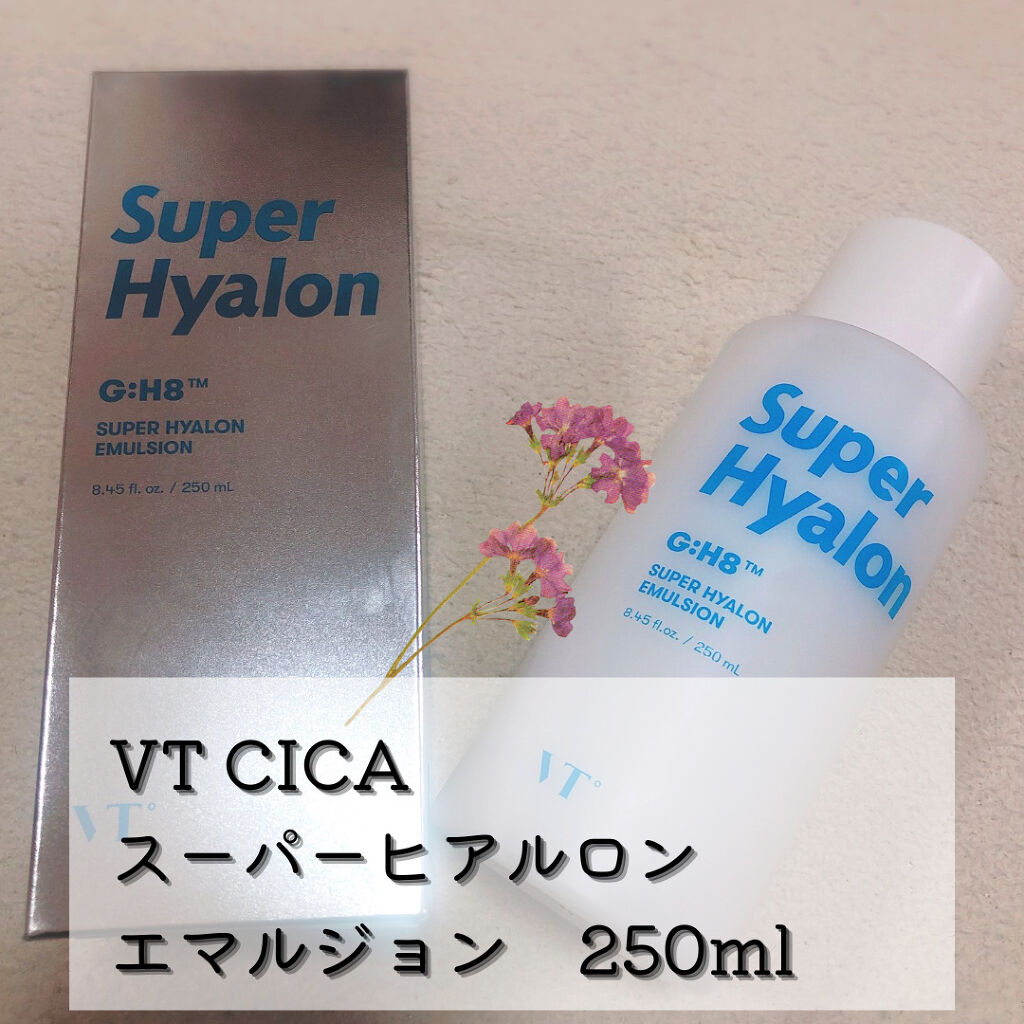 Super
Hyalon
G:H8™
SUPER HYALON
EMULSION
8.45 fl. oz. / 250 mL
VT°
Super
Hyalon
G:H8™
SUPER HYALON
EMULSION
8.45 fl.oz. / 250 mL
VT°
VT CICA
スーパーヒアルロン
エマルジョン　250ml